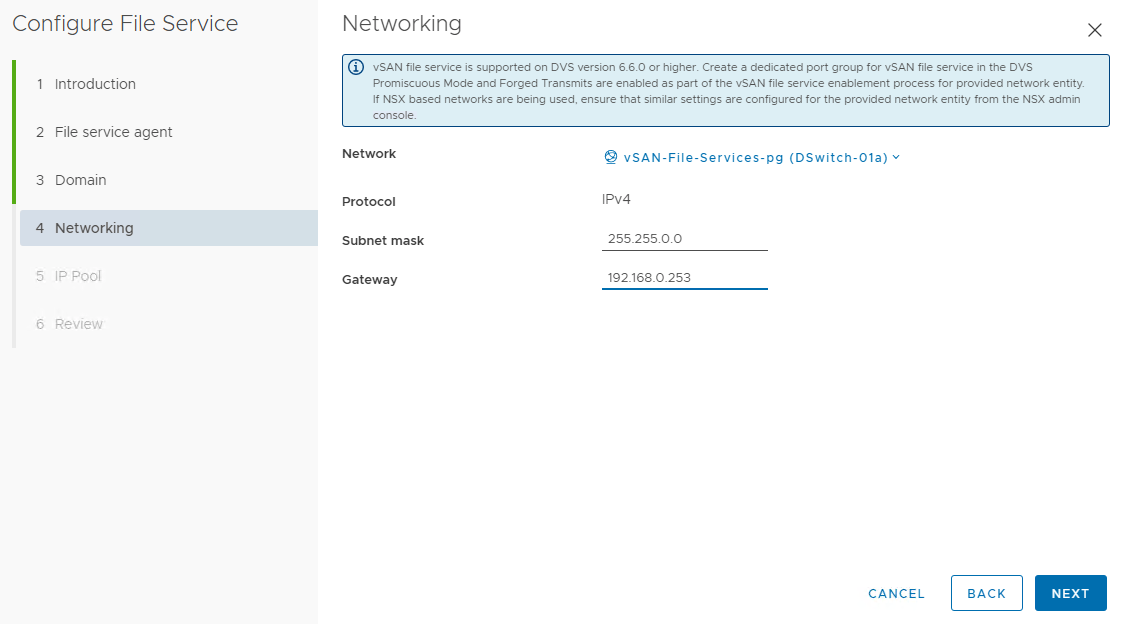 Configure File Service
1 Introduction
2 File service agent
3 Domain
4 Networking
5 IP Pool
6 Review
Networking
vSAN file service is supported on DVS version 6.6.0 or higher. Create a dedicated port group for vSAN file service in the DVS
Promiscuous Mode and Forged Transmits are enabled as part of the vSAN file service enablement process for provided network entity.
If NSX based networks are being used, ensure that similar settings are configured for the provided network entity from the NSX admin
console.
Network
vSAN-File-Services-pg (DSwitch-01a)
Protocol
IPv4
Subnet mask
255.255.0.0
Gateway
192.168.0.253
CANCEL
BACK
NEXT